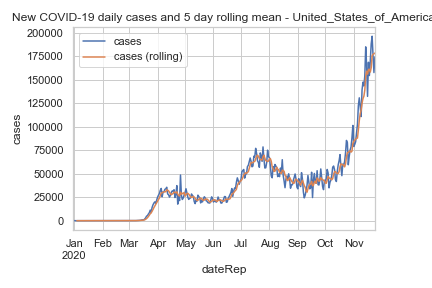 New COVID-19 daily cases and 5 day rolling mean - United_States_of_America
200000
175000
150000
125000
100000
75000
50000
25000
0
cases
cases
cases (rolling)
Jan Feb Mar Apr May Jun Jul Aug Sep Oct Nov
2020
dateRep